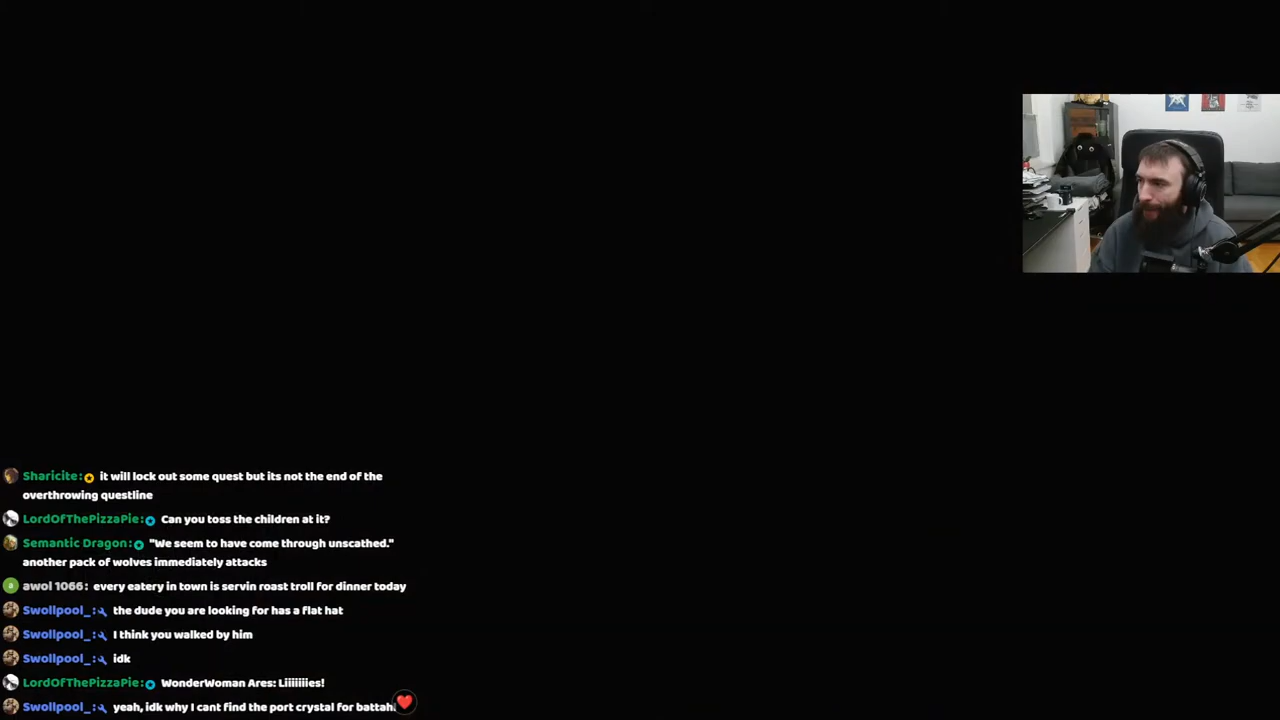 Sharicite: it will lock out some quest but its not the end of the
overthrowing questline
LordOfThePizzaPie: Can you toss the children at it?
Semantic Dragon: "We seem to have come through unscathed."
another pack of wolves immediately attacks
a awol 1066: every eatery in town is servin roast troll for dinner today
Swollpool_: the dude you are looking for has a flat hat
Swollpool_: I think you walked by him
Swollpool_: idk
LordOfThePizzaPie: WonderWoman Ares: Liiiiiiies!
Swollpool_: yeah, idk why I cant find the port crystal for battahl